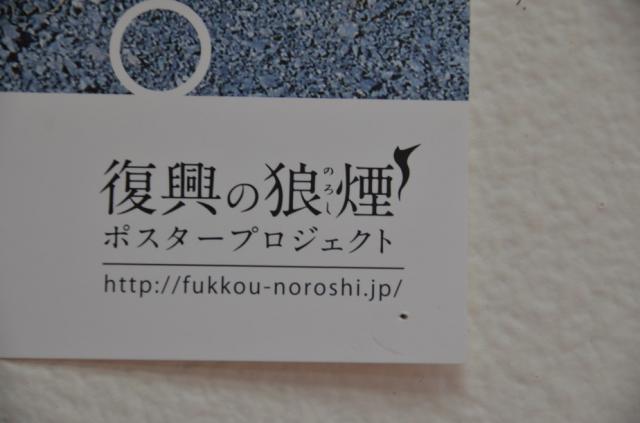 復興の狼煙
のろし
ポスタープロジェクト
http://fukkou-noroshi.jp/